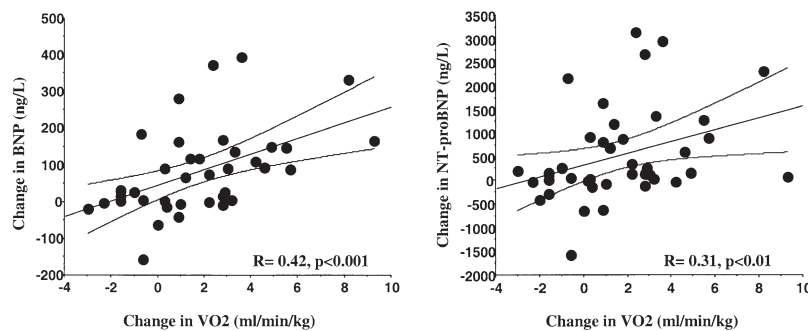 Change in BNP (ng/L)
500
400
300
200
100
0
-100
-200
R= 0.42, p<0.001
-4 -2 0 2 4 6 8 10
Change in VO2 (ml/min/kg)
Change in NT-proBNP (ng/L)
3500
3000
2500
2000
1500
1000
500
0
-500
-1000
-1500
-2000
R= 0.31, p<0.01
-4 -2 0 2 4 6 8 10
Change in VO2 (ml/min/kg)